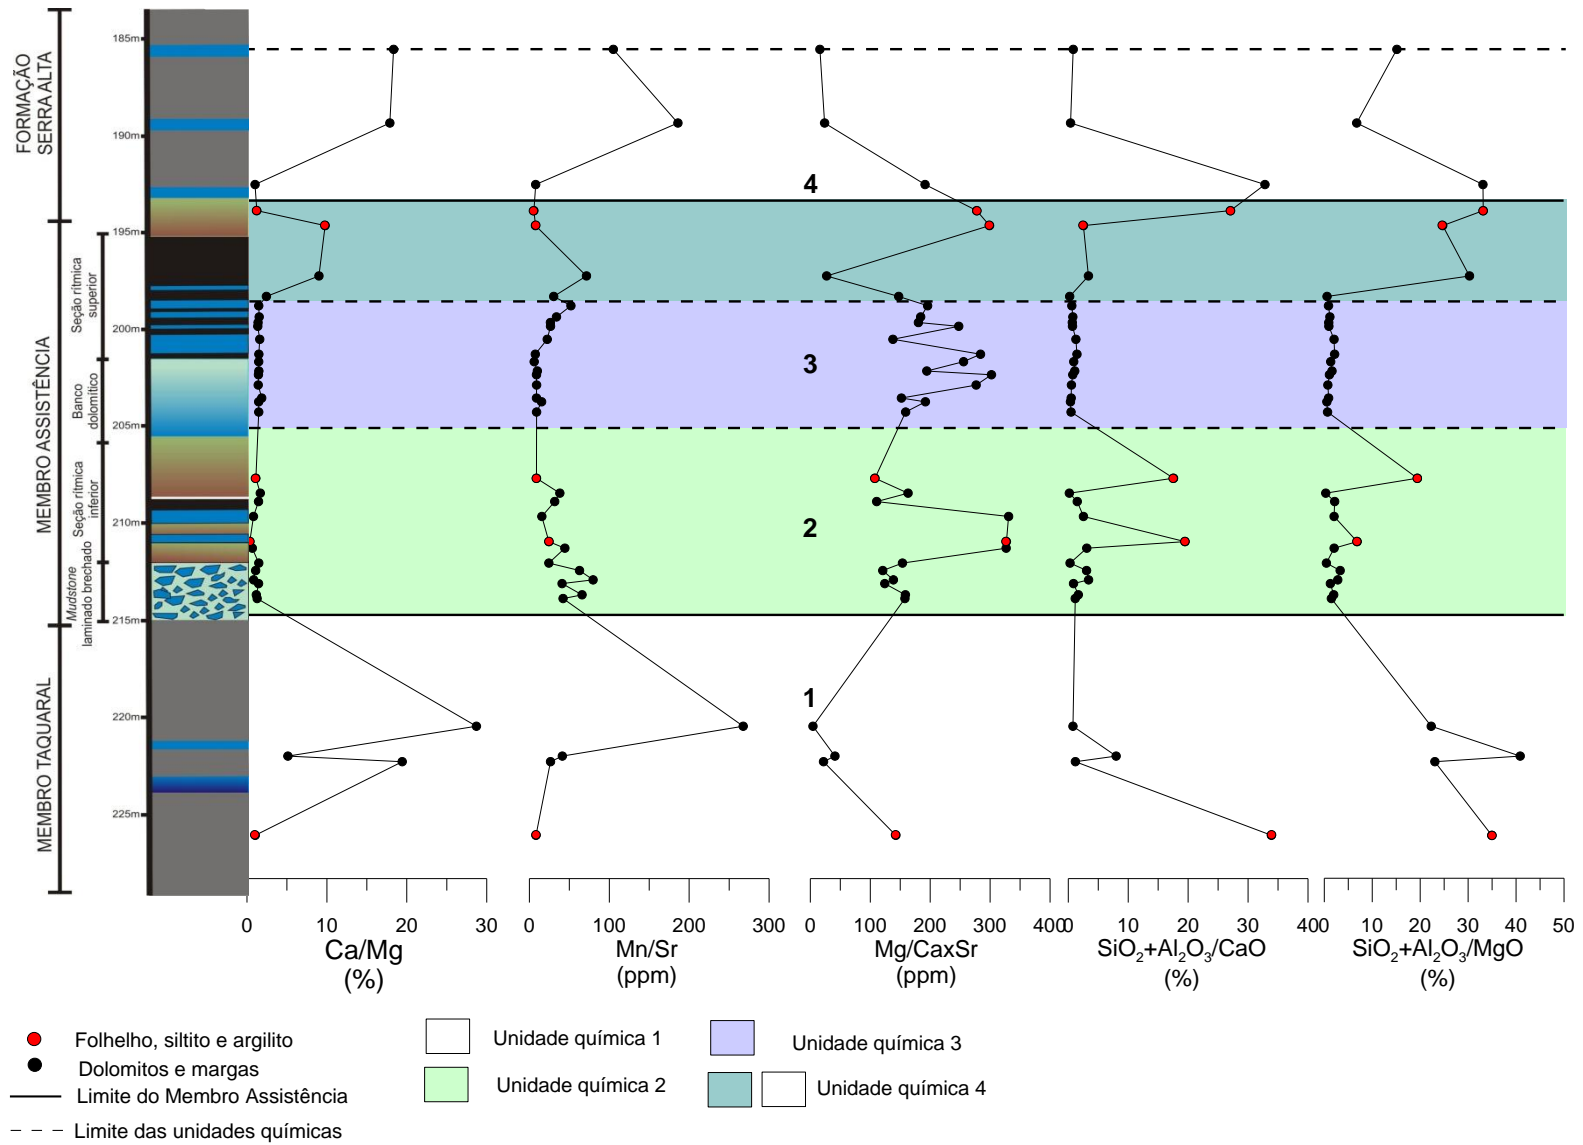 FORMAÇÃO
SERRA ALTA
MEMBRO ASSISTÊNCIA
MEMBRO TAQUARAL
Seção rítmica
superior
Banco
dolomítico
Seção rítmica
inferior
Mudstone
laminado brechado
185m
190m
195m
200m
205m
210m
215m
220m
225m
4
3
2
1
0 10 20 30
Ca/Mg
(%)
0 100 200 300
Mn/Sr
(ppm)
0 100 200 300 400
Mg/CaxSr
(ppm)
0 10 20 30 40
SiO₂+Al₂O₃/CaO
(%)
0 10 20 30 40 50
SiO₂+Al₂O₃/MgO
(%)
Folhelho, siltito e argilito
Dolomitos e margas
Limite do Membro Assistência
Limite das unidades químicas
Unidade química 1
Unidade química 2
Unidade química 3
Unidade química 4